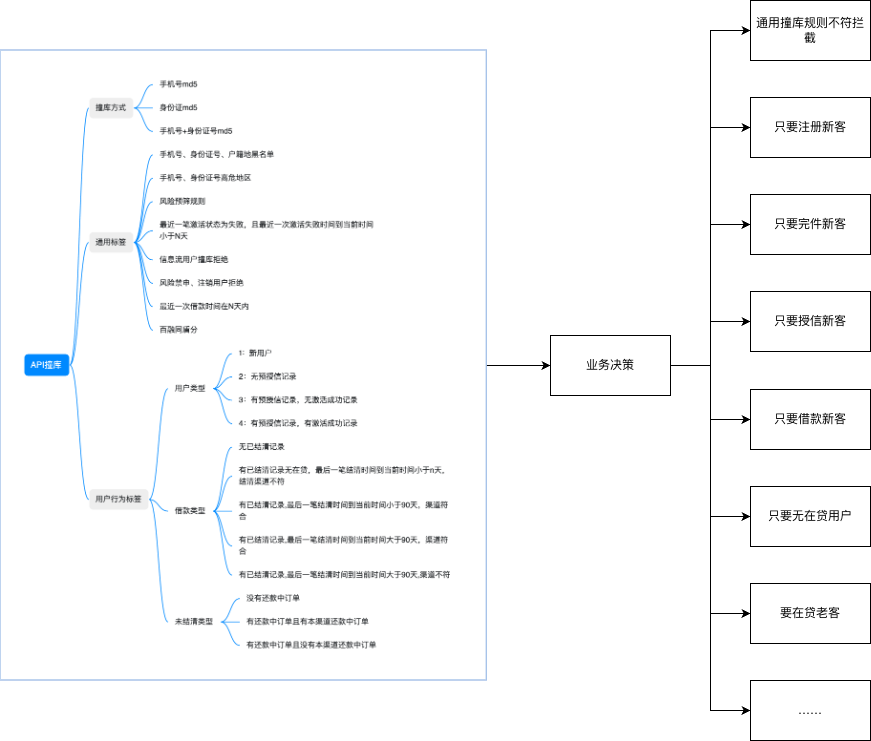 API撞库
撞库方式
手机号md5
身份证md5
手机号+身份证号md5
通用标签
手机号、身份证号、户籍地黑名单
手机号、身份证号高危地区
风险预筛规则
最近一笔激活状态为失败，且最近一次激活失败时间到当前时间
小于N天
信息流用户撞库拒绝
风险禁申、注销用户拒绝
最近一次借款时间在N天内
百融同盾分
用户行为标签
用户类型
1：新用户
2：无预授信记录
3：有预授信记录，无激活成功记录
4：有预授信记录，有激活成功记录
借款类型
无已结清记录
有已结清记录无在贷，最后一笔结清时间到当前时间小于n天，
结清渠道不符
有已结清记录,最后一笔结清时间到当前时间小于90天，渠道符
合
有已结清记录,最后一笔结清时间到当前时间大于90天，渠道符
合
有已结清记录,最后一笔结清时间到当前时间大于90天,渠道不符
未结清类型
没有还款中订单
有还款中订单且有本渠道还款中订单
有还款中订单且没有本渠道还款中订单
业务决策
通用撞库规则不符拦
截
只要注册新客
只要完件新客
只要授信新客
只要借款新客
只要无在贷用户
要在贷老客
……